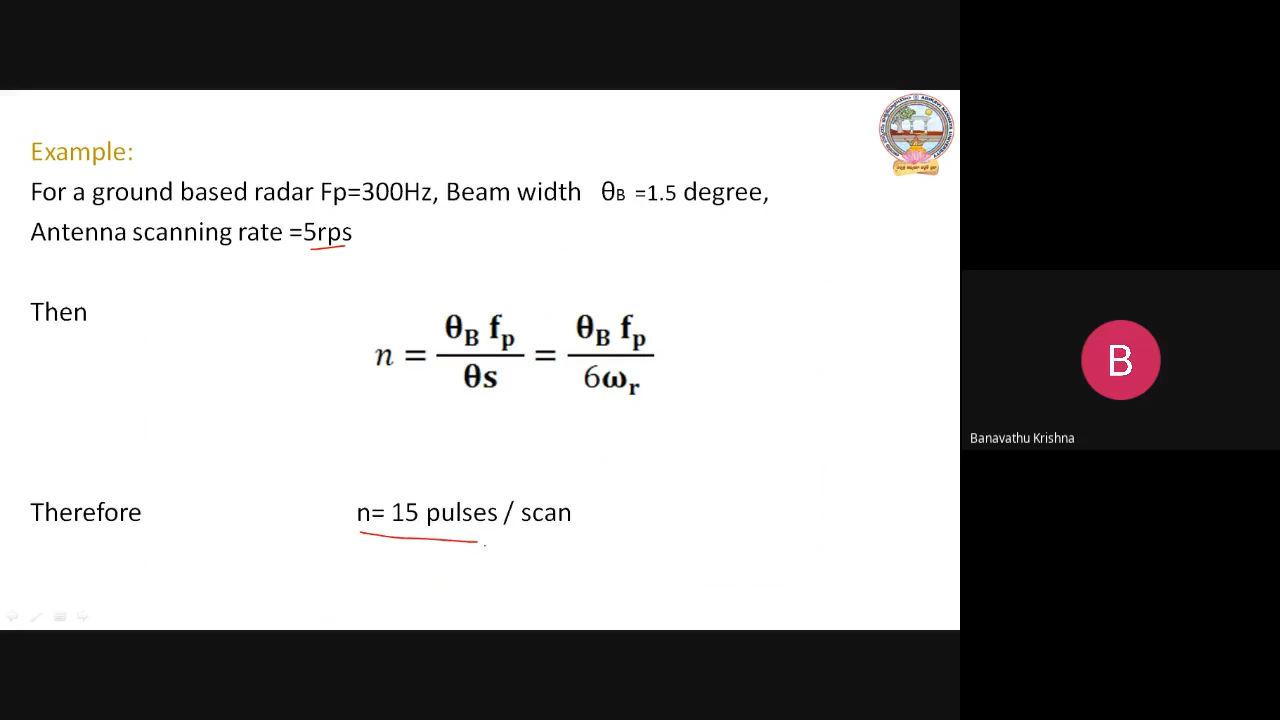 Example:
For a ground based radar Fp=300Hz, Beam width θB =1.5 degree,
Antenna scanning rate =5rps
Then
n = θB fp / θs = θB fp / 6ωr
Therefore n= 15 pulses / scan
B
Banavathu Krishna